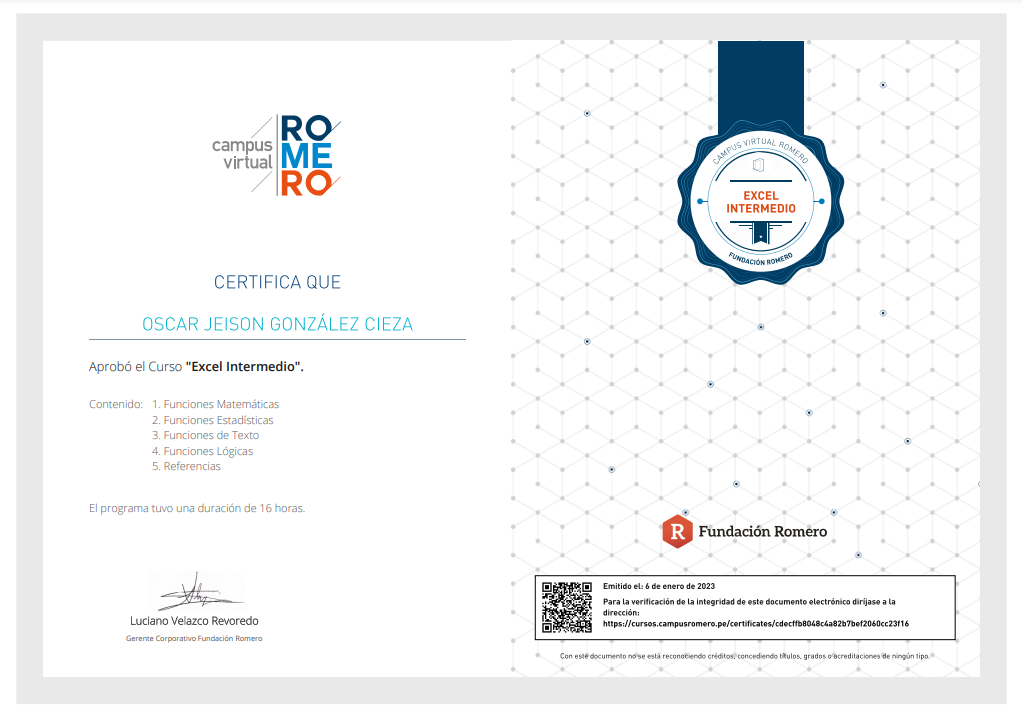 campus
virtual
RO
ME
RO
CERTIFICA QUE
OSCAR JEISON GONZÁLEZ CIEZA
Aprobó el Curso "Excel Intermedio".
Contenido: 1. Funciones Matemáticas
2. Funciones Estadísticas
3. Funciones de Texto
4. Funciones Lógicas
5. Referencias
El programa tuvo una duración de 16 horas.
Luciano Velazco Revoredo
Gerente Corporativo Fundación Romero
CAMPUS VIRTUAL ROMERO
EXCEL
INTERMEDIO
FUNDACIÓN ROMERO
R Fundación Romero
Emitido el: 6 de enero de 2023
Para la verificación de la integridad de este documento electrónico diríjase a la
dirección:
https://cursos.campusromero.pe/certificates/cdecffb8048c4a82b7bef2060cc23f16
Con este documento no se está reconociendo créditos, concediendo títulos, grados o acreditaciones de ningún tipo.